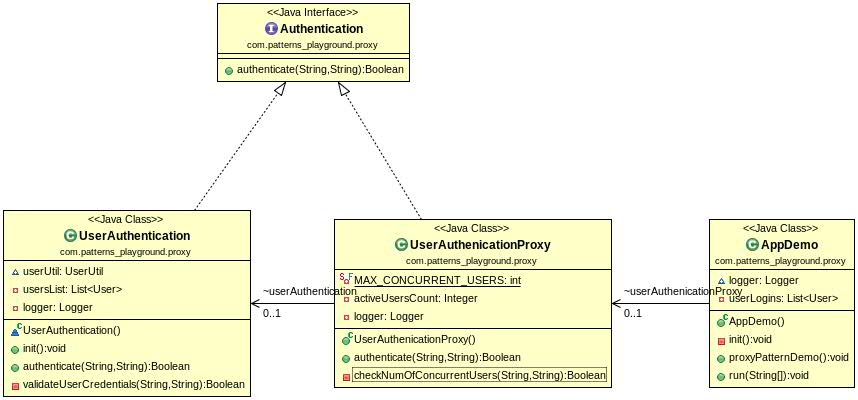 <<Java Interface>>
Authentication
com.patterns_playground.proxy
authenticate(String,String):Boolean
<<Java Class>>
UserAuthentication
com.patterns_playground.proxy
userUtil: UserUtil
usersList: List<User>
logger: Logger
UserAuthentication()
init():void
authenticate(String,String):Boolean
validateUserCredentials(String,String):Boolean
~userAuthentication
0..1
<<Java Class>>
UserAuthenicationProxy
com.patterns_playground.proxy
MAX_CONCURRENT_USERS: int
activeUsersCount: Integer
logger: Logger
UserAuthenicationProxy()
authenticate(String,String):Boolean
checkNumOfConcurrentUsers(String,String):Boolean
~userAuthenicationProxy
0..1
<<Java Class>>
AppDemo
com.patterns_playground.proxy
logger: Logger
userLogins: List<User>
AppDemo()
init():void
proxyPatternDemo():void
run(String[]):void